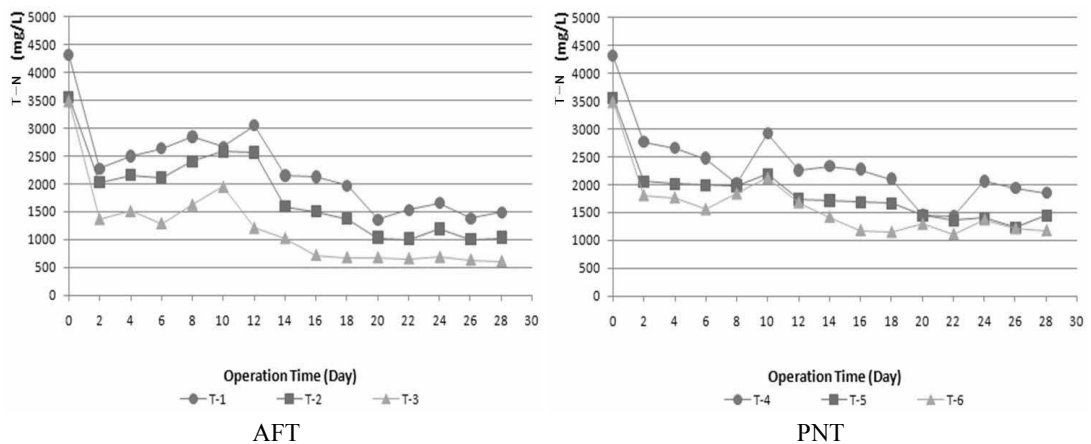 T-N (mg/L)
5000
4500
4000
3500
3000
2500
2000
1500
1000
500
0
0 2 4 6 8 10 12 14 16 18 20 22 24 26 28 30
Operation Time (Day)
T-1 T-2 T-3
AFT
T-N (mg/L)
5000
4500
4000
3500
3000
2500
2000
1500
1000
500
0
0 2 4 6 8 10 12 14 16 18 20 22 24 26 28 30
Operation Time (Day)
T-4 T-5 T-6
PNT